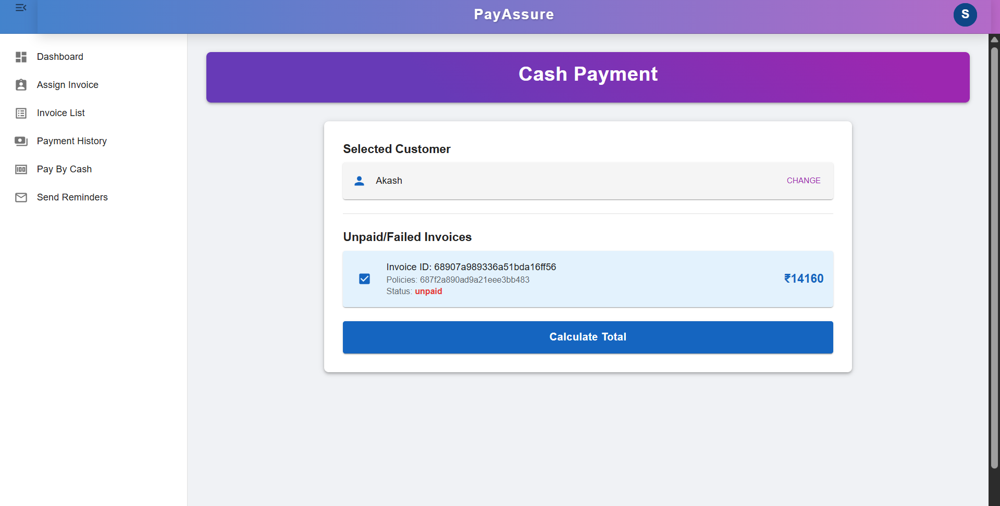 PayAssure
S
Dashboard
Assign Invoice
Invoice List
Payment History
Pay By Cash
Send Reminders
Cash Payment
Selected Customer
Akash
CHANGE
Unpaid/Failed Invoices
Invoice ID: 68907a989336a51bda16ff56
Policies: 687f2a890ad9a21eee3bb483
Status: unpaid
₹14160
Calculate Total